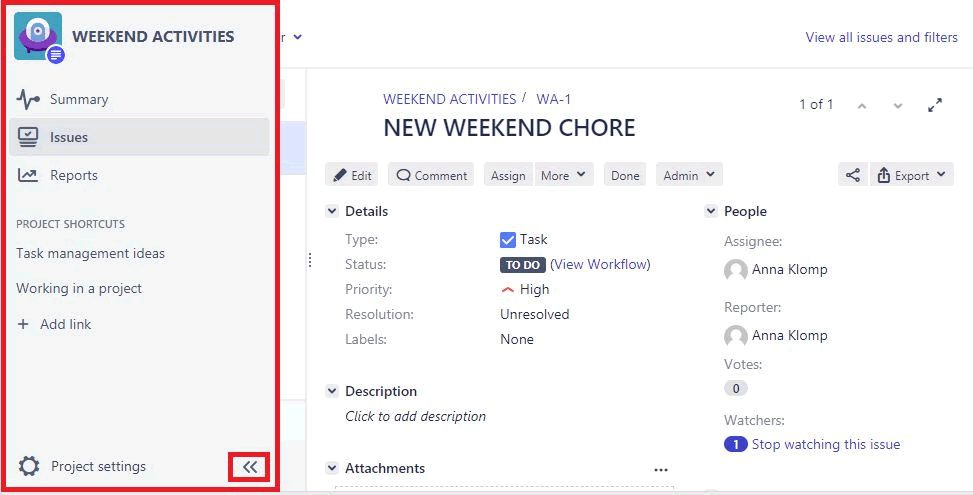 WEEKEND ACTIVITIES
Summary
Issues
Reports
PROJECT SHORTCUTS
Task management ideas
Working in a project
+ Add link
Project settings
r
View all issues and filters
WEEKEND ACTIVITIES / WA-1
1 of 1
NEW WEEKEND CHORE
Edit Comment Assign More Done Admin Export
Details
Type: Task
Status: TO DO (View Workflow)
Priority: High
Resolution: Unresolved
Labels: None
Description
Click to add description
Attachments ...
People
Assignee:
Anna Klomp
Reporter:
Anna Klomp
Votes:
0
Watchers:
1 Stop watching this issue